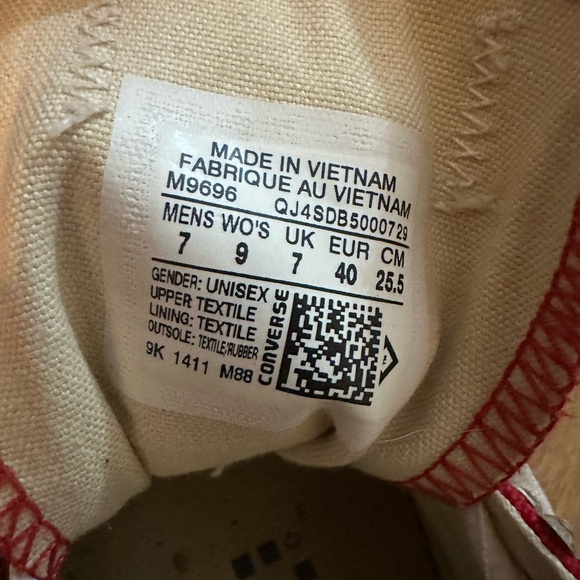 MADE IN VIETNAM
FABRIQUE AU VIETNAM
M9696 QJ4SDB5000729
MENS WO'S UK EUR CM
7 9 7 40 25.5
GENDER: UNISEX
UPPER: TEXTILE
LINING: TEXTILE
OUTSOLE: TEXTILE/RUBBER
9K 1411 M88
CONVERSE